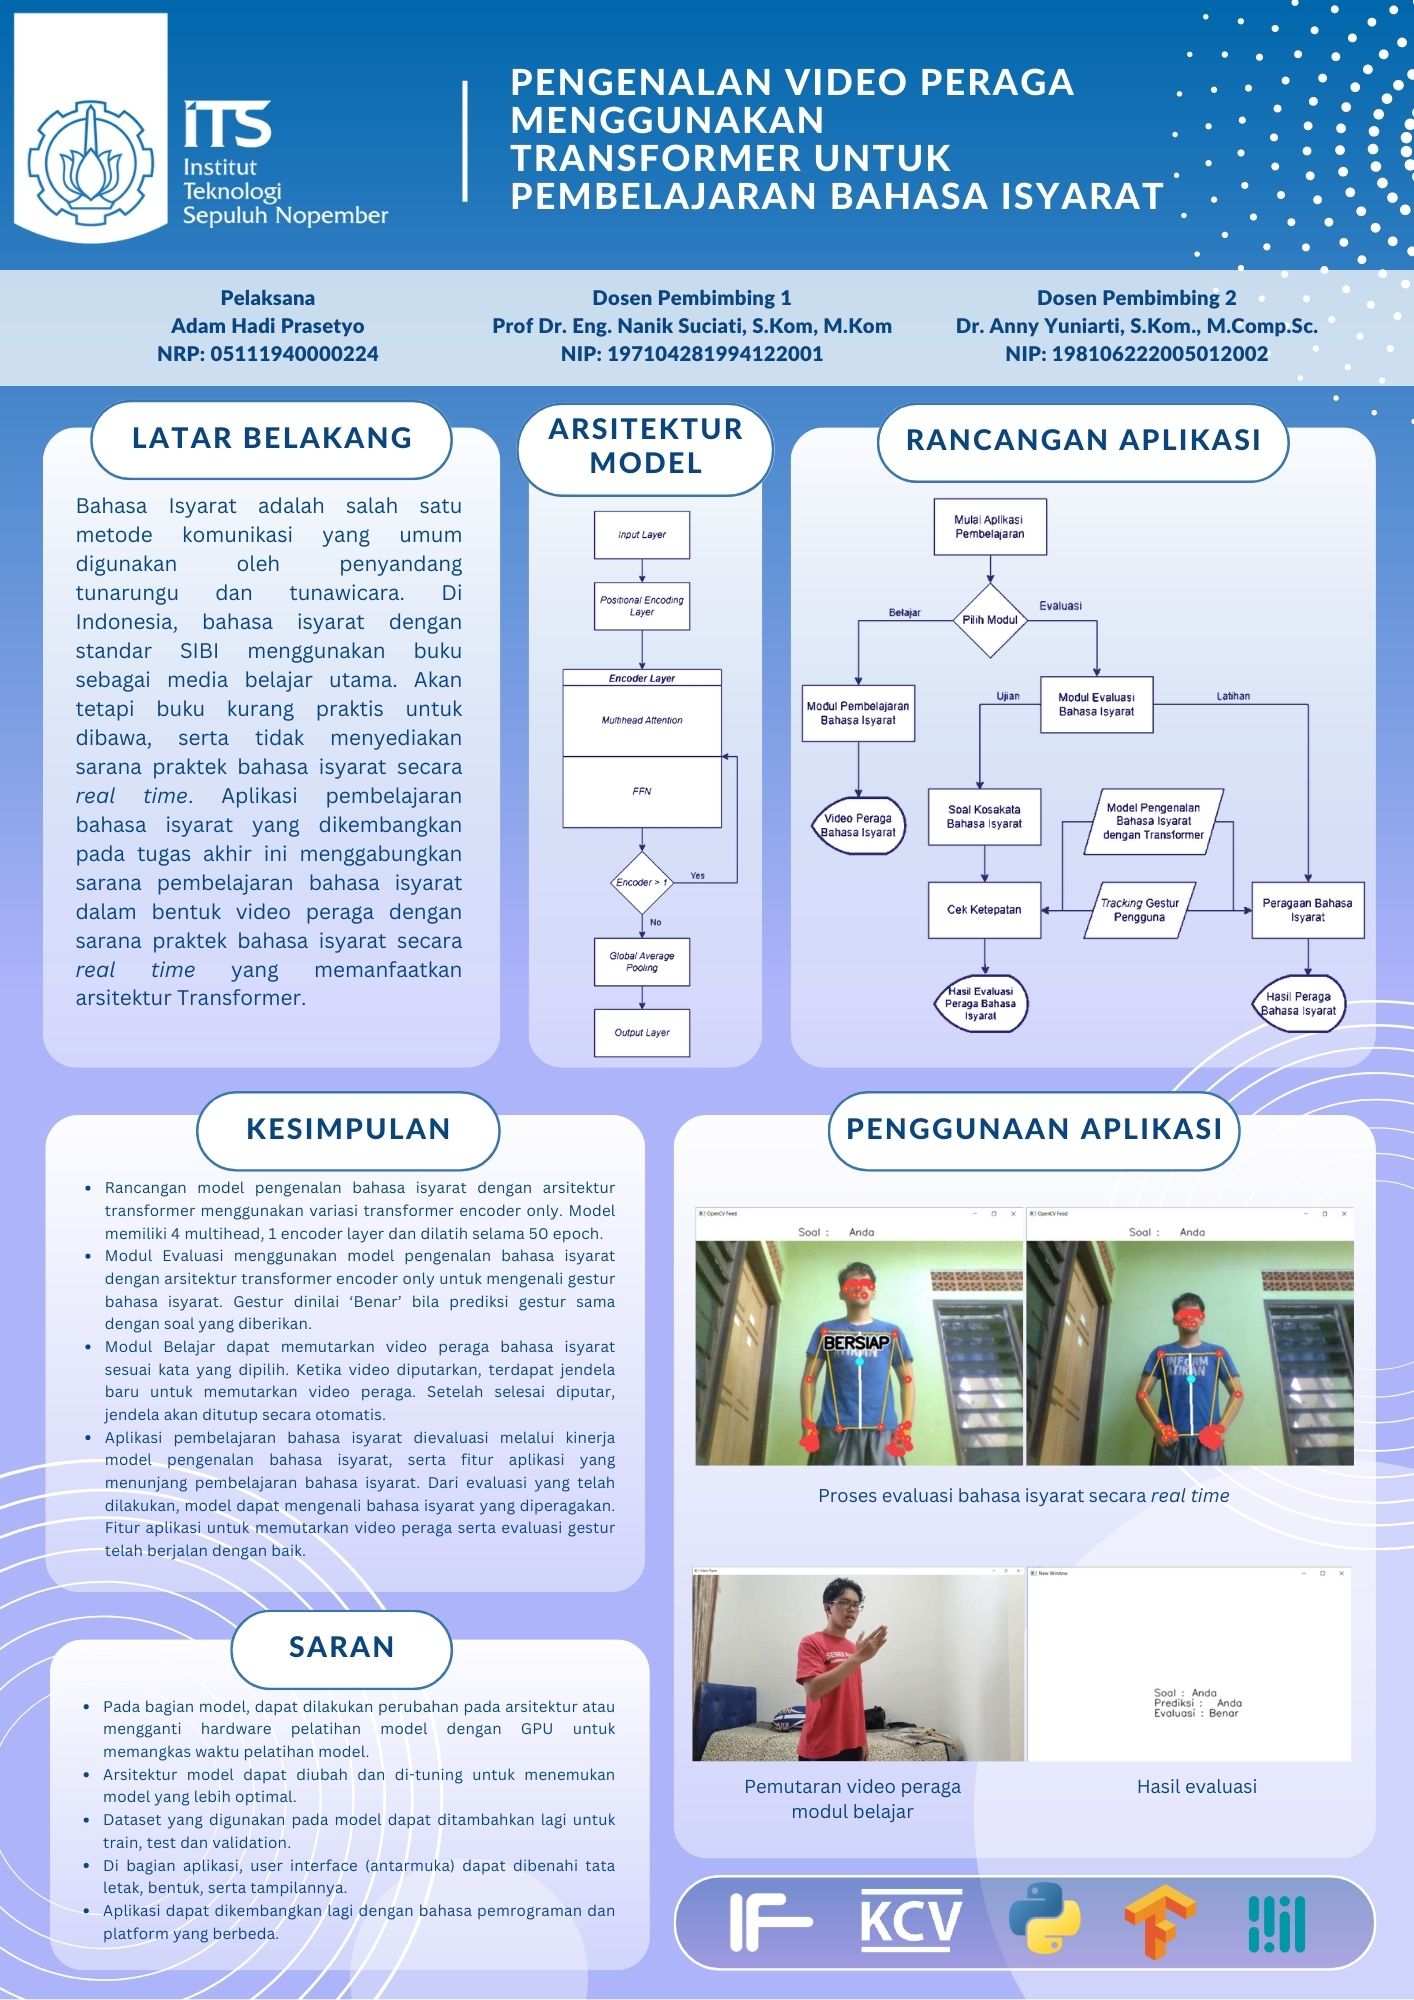 iTS
Institut
Teknologi
Sepuluh Nopember
PENGENALAN VIDEO PERAGA
MENGGUNAKAN
TRANSFORMER UNTUK
PEMBELAJARAN BAHASA ISYARAT
Pelaksana
Adam Hadi Prasetyo
NRP: 05111940000224
Dosen Pembimbing 1
Prof Dr. Eng. Nanik Suciati, S.Kom, M.Kom
NIP: 197104281994122001
Dosen Pembimbing 2
Dr. Anny Yuniarti, S.Kom., M.Comp.Sc.
NIP: 198106222005012002
LATAR BELAKANG
Bahasa Isyarat adalah salah satu
metode komunikasi yang umum
digunakan oleh penyandang
tunarungu dan tunawicara. Di
Indonesia, bahasa isyarat dengan
standar SIBI menggunakan buku
sebagai media belajar utama. Akan
tetapi buku kurang praktis untuk
dibawa, serta tidak menyediakan
sarana praktek bahasa isyarat secara
real time. Aplikasi pembelajaran
bahasa isyarat yang dikembangkan
pada tugas akhir ini menggabungkan
sarana pembelajaran bahasa isyarat
dalam bentuk video peraga dengan
sarana praktek bahasa isyarat secara
real time yang memanfaatkan
arsitektur Transformer.
ARSITEKTUR
MODEL
Input Layer
Positional Encoding
Layer
Encoder Layer
Multihead Attention
FFN
Encoder > 1
Yes
No
Global Average
Pooling
Output Layer
RANCANGAN APLIKASI
Mulai Aplikasi
Pembelajaran
Pilih Modul
Belajar
Evaluasi
Modul Pembelajaran
Bahasa Isyarat
Modul Evaluasi
Bahasa Isyarat
Ujian
Latihan
Video Peraga
Bahasa Isyarat
Soal Kosakata
Bahasa Isyarat
Model Pengenalan
Bahasa Isyarat
dengan Transformer
Cek Ketepatan
Tracking Gestur
Pengguna
Peragaan Bahasa
Isyarat
Hasil Evaluasi
Peraga Bahasa
Isyarat
Hasil Peraga
Bahasa Isyarat
KESIMPULAN
• Rancangan model pengenalan bahasa isyarat dengan arsitektur
transformer menggunakan variasi transformer encoder only. Model
memiliki 4 multihead, 1 encoder layer dan dilatih selama 50 epoch.
• Modul Evaluasi menggunakan model pengenalan bahasa isyarat
dengan arsitektur transformer encoder only untuk mengenali gestur
bahasa isyarat. Gestur dinilai ‘Benar’ bila prediksi gestur sama
dengan soal yang diberikan.
• Modul Belajar dapat memutarkan video peraga bahasa isyarat
sesuai kata yang dipilih. Ketika video diputarkan, terdapat jendela
baru untuk memutarkan video peraga. Setelah selesai diputar,
jendela akan ditutup secara otomatis.
• Aplikasi pembelajaran bahasa isyarat dievaluasi melalui kinerja
model pengenalan bahasa isyarat, serta fitur aplikasi yang
menunjang pembelajaran bahasa isyarat. Dari evaluasi yang telah
dilakukan, model dapat mengenali bahasa isyarat yang diperagakan.
Fitur aplikasi untuk memutarkan video peraga serta evaluasi gestur
telah berjalan dengan baik.
SARAN
• Pada bagian model, dapat dilakukan perubahan pada arsitektur atau
mengganti hardware pelatihan model dengan GPU untuk
memangkas waktu pelatihan model.
• Arsitektur model dapat diubah dan di-tuning untuk menemukan
model yang lebih optimal.
• Dataset yang digunakan pada model dapat ditambahkan lagi untuk
train, test dan validation.
• Di bagian aplikasi, user interface (antarmuka) dapat dibenahi tata
letak, bentuk, serta tampilannya.
• Aplikasi dapat dikembangkan lagi dengan bahasa pemrograman dan
platform yang berbeda.
PENGGUNAAN APLIKASI
OpenCV Feed
Soal : Anda
BERSIAP
OpenCV Feed
Soal : Anda
INFORM
ATIKAN
Proses evaluasi bahasa isyarat secara real time
Video Player
Pemutaran video peraga
modul belajar
New Window
Soal : Anda
Prediksi : Anda
Evaluasi : Benar
Hasil evaluasi
IF
KCV